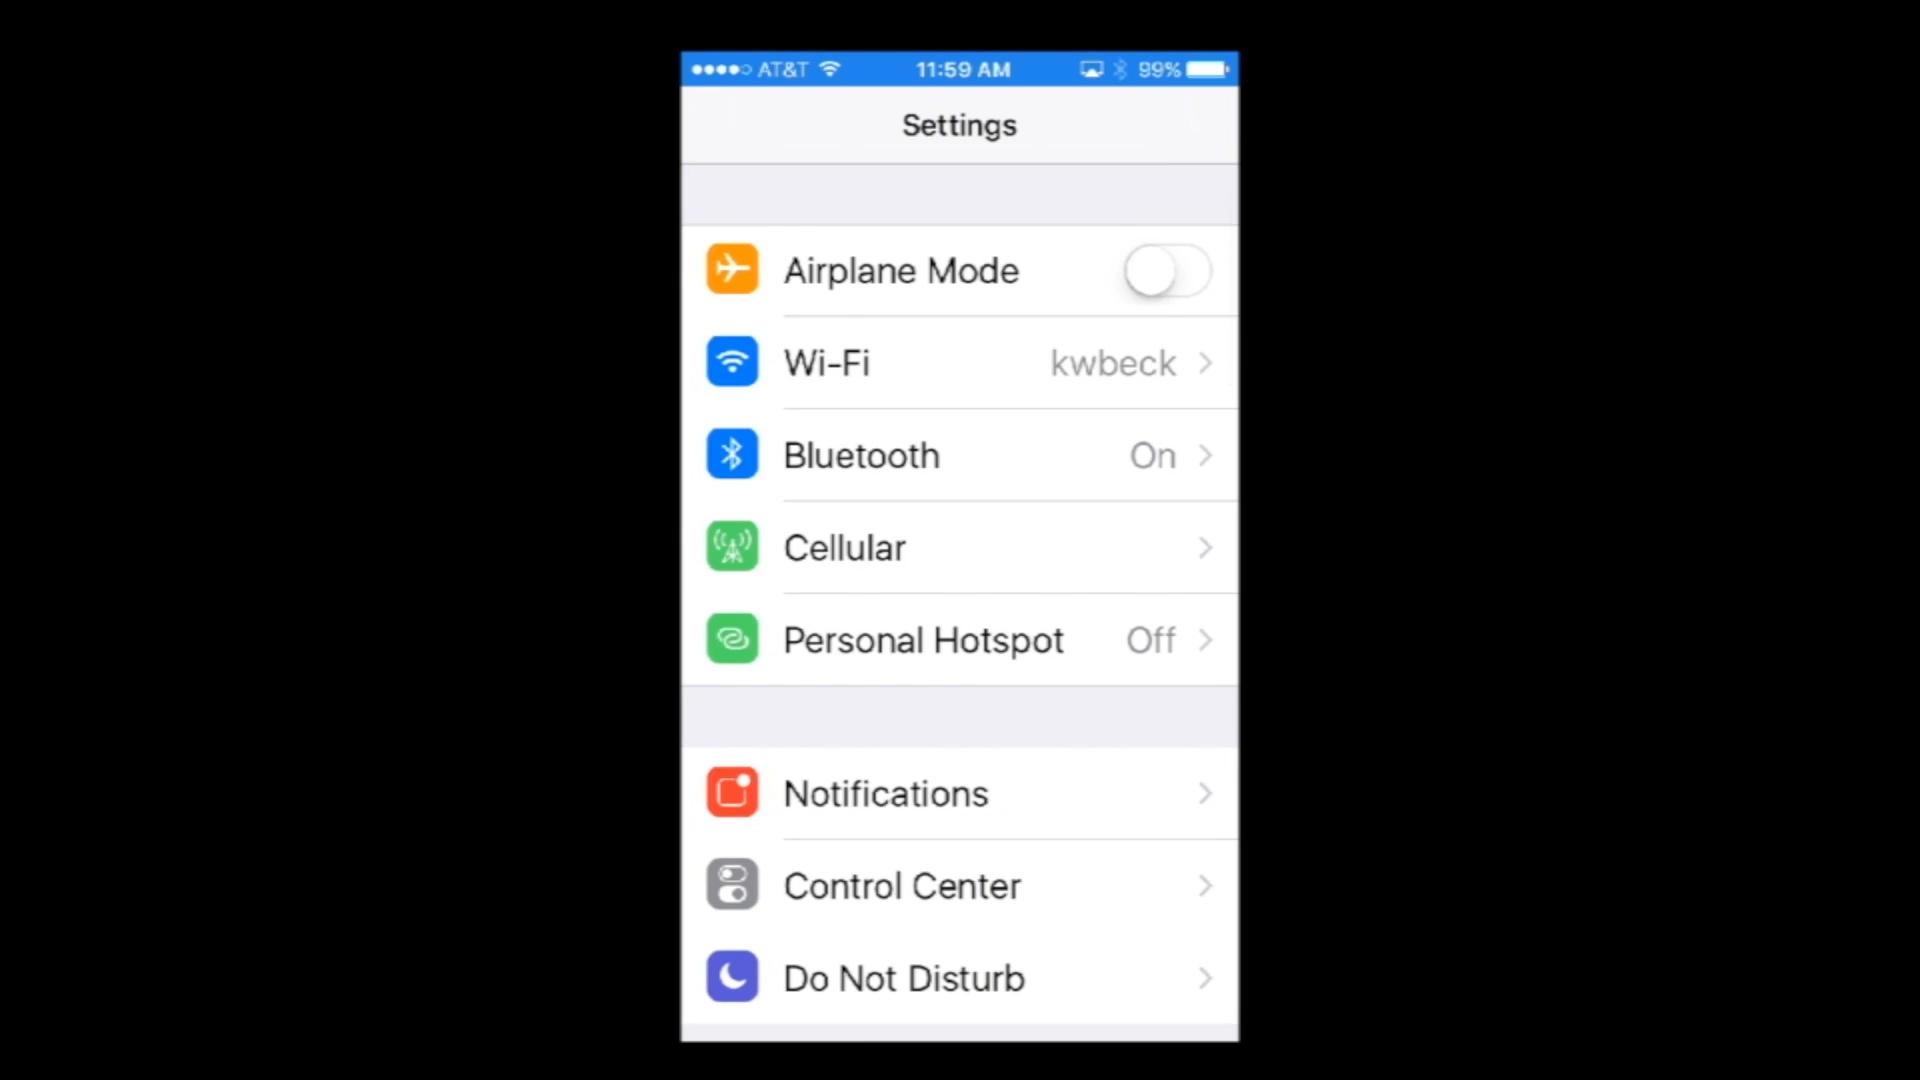 AT&T 11:59 AM 99%
Settings
Airplane Mode
Wi-Fi kwbeck
Bluetooth On
Cellular
Personal Hotspot Off
Notifications
Control Center
Do Not Disturb